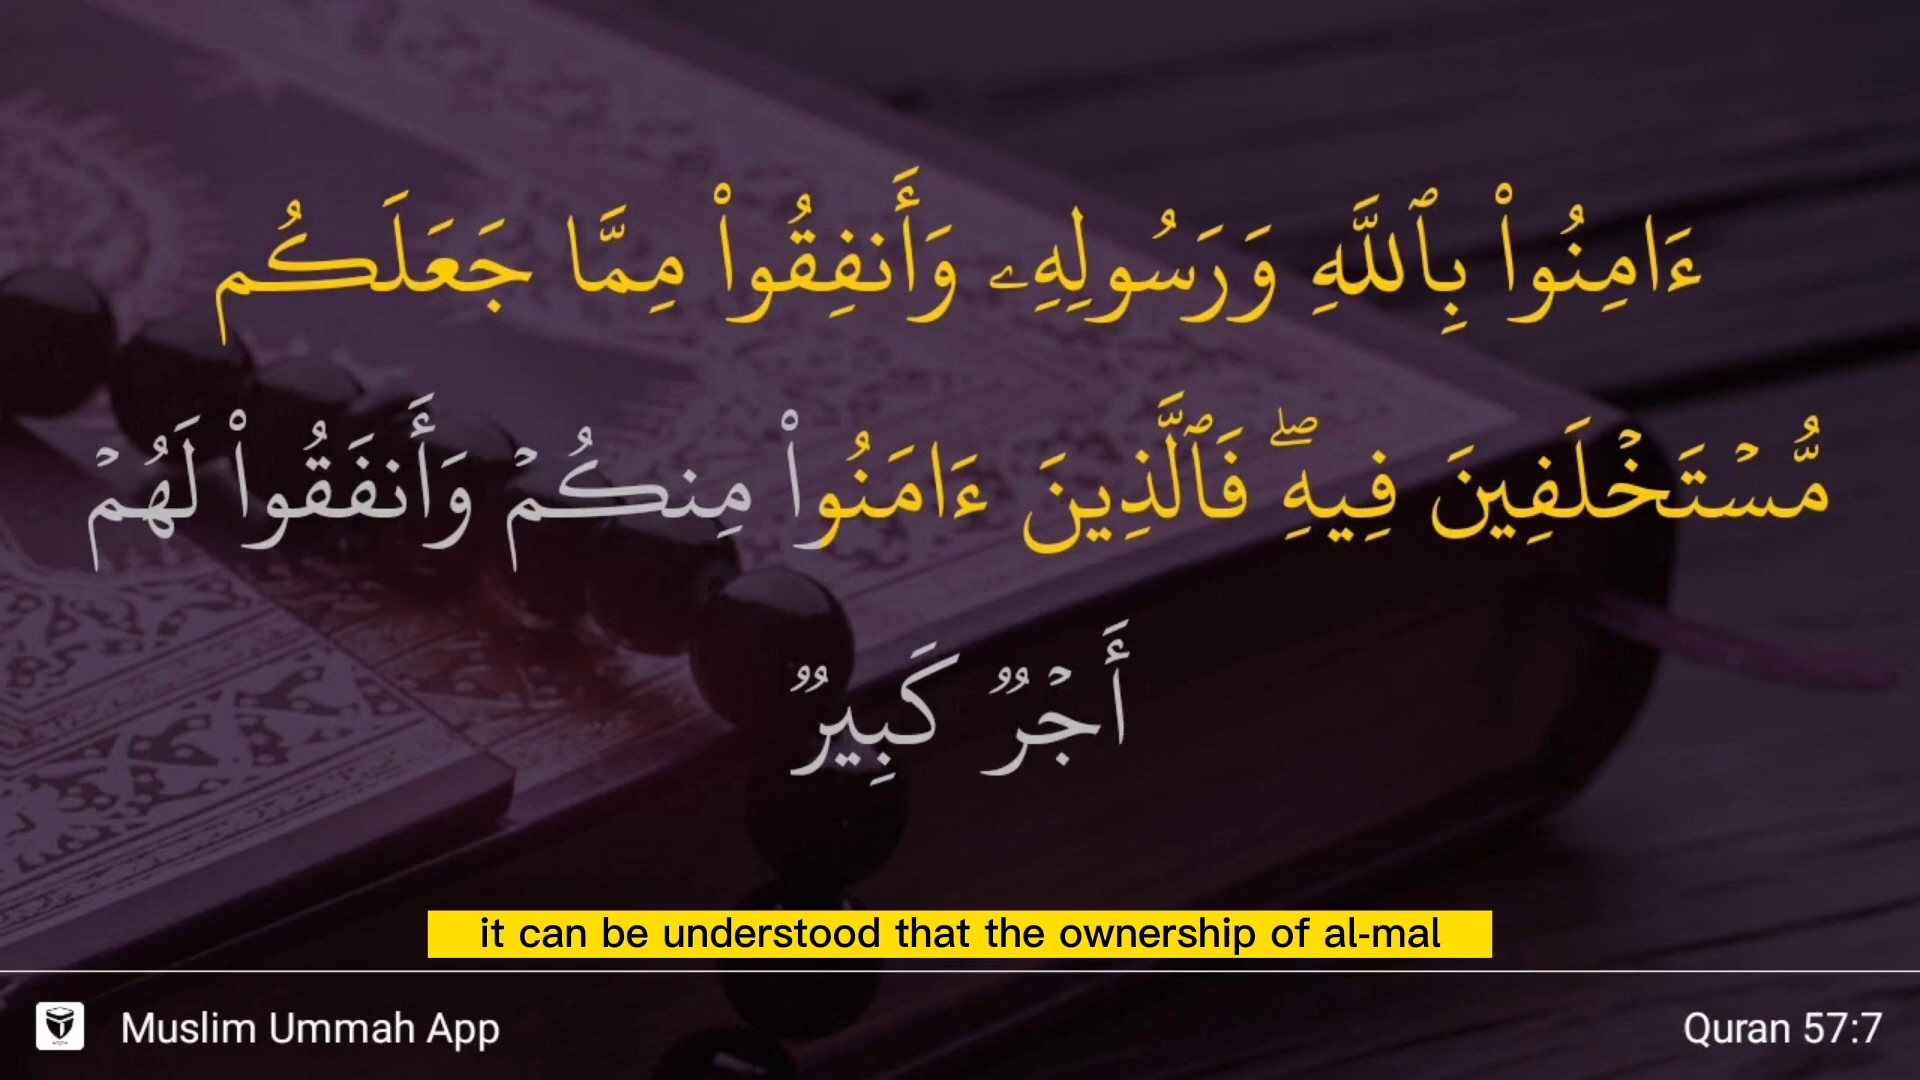 ءَامِنُوا۟ بِٱللَّهِ وَرَسُولِهِۦ وَأَنفِقُوا۟ مِمَّا جَعَلَكُم
مُّسْتَخْلَفِينَ فِيهِ ۖ فَٱلَّذِينَ ءَامَنُوا۟ مِنكُمْ وَأَنفَقُوا۟ لَهُمْ
أَجْرٌ كَبِيرٌ
it can be understood that the ownership of al-mal
Muslim Ummah App
Quran 57:7